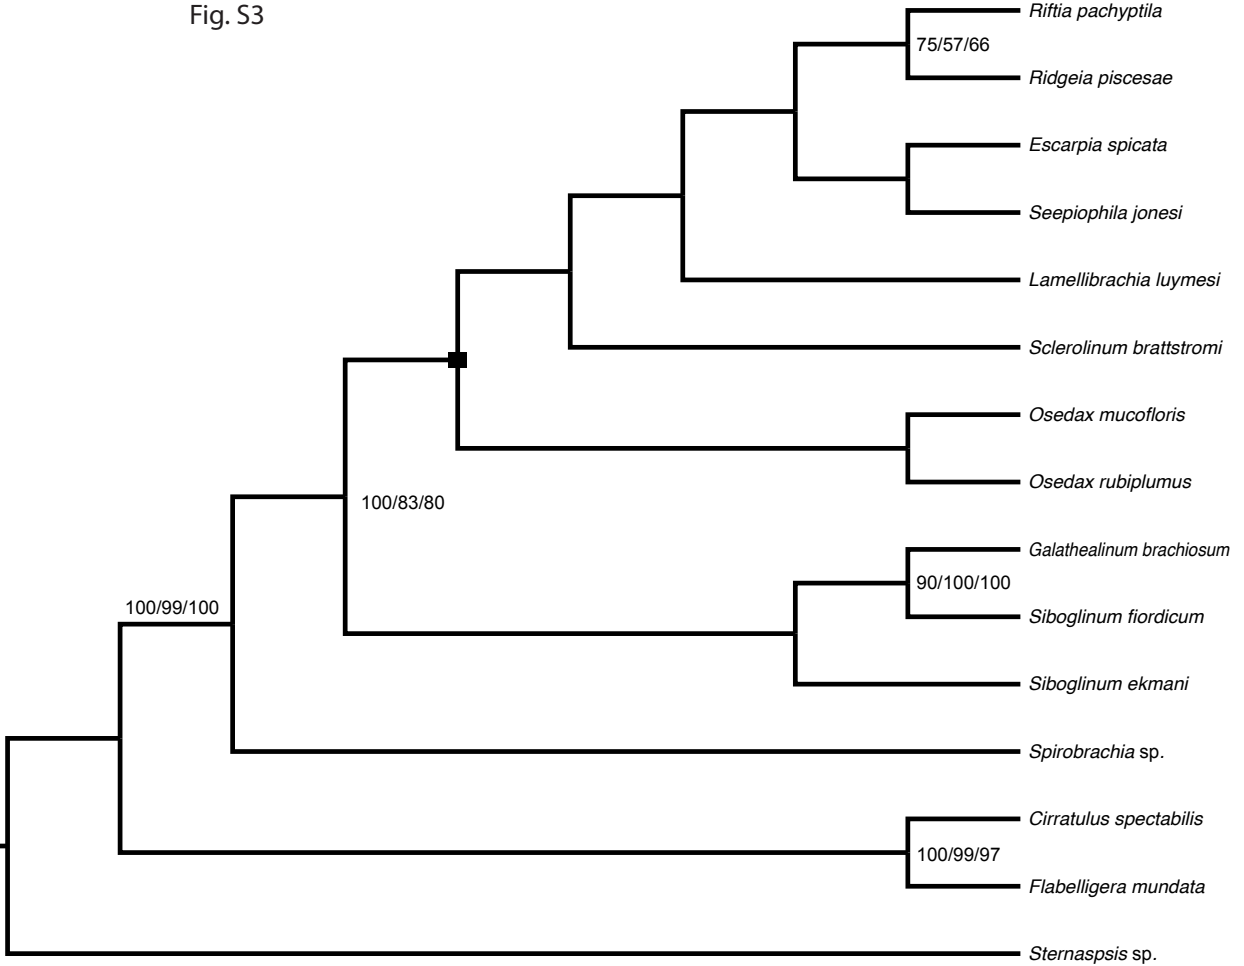 Fig. S3
Riftia pachyptila
75/57/66
Ridgeia piscesae
Escarpia spicata
Seepiophila jonesi
Lamellibrachia luymesi
Sclerolinum brattstromi
Osedax mucofloris
Osedax rubiplumus
100/83/80
Galathealinum brachiosum
90/100/100
Siboglinum fiordicum
100/99/100
Siboglinum ekmani
Spirobrachia sp.
Cirratulus spectabilis
100/99/97
Flabelligera mundata
Sternaspsis sp.